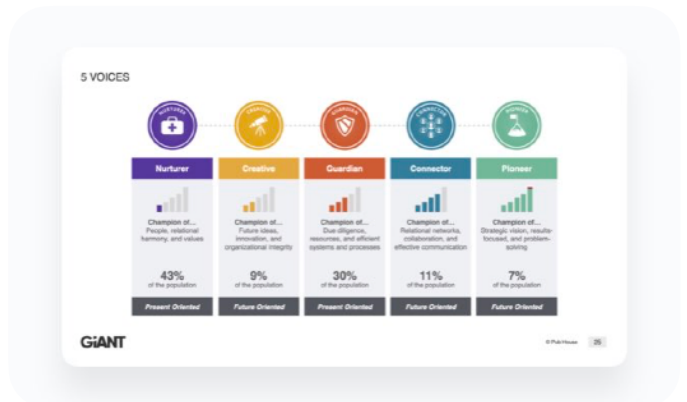 5 VOICES
NURTURER
CREATIVE
GUARDIAN
CONNECTOR
PIONEER
Nurturer
Creative
Guardian
Connector
Pioneer
Champion of...
People, relational
harmony, and values
Champion of...
Future ideas,
innovation, and
organizational integrity
Champion of...
Due diligence,
resources, and efficient
systems and processes
Champion of...
Relational networks,
collaboration, and
effective communication
Champion of...
Strategic vision, results-
focused, and problem-
solving
43%
of the population
9%
of the population
30%
of the population
11%
of the population
7%
of the population
Present Oriented
Future Oriented
Present Oriented
Future Oriented
Future Oriented
GiANT
© Pub House
25